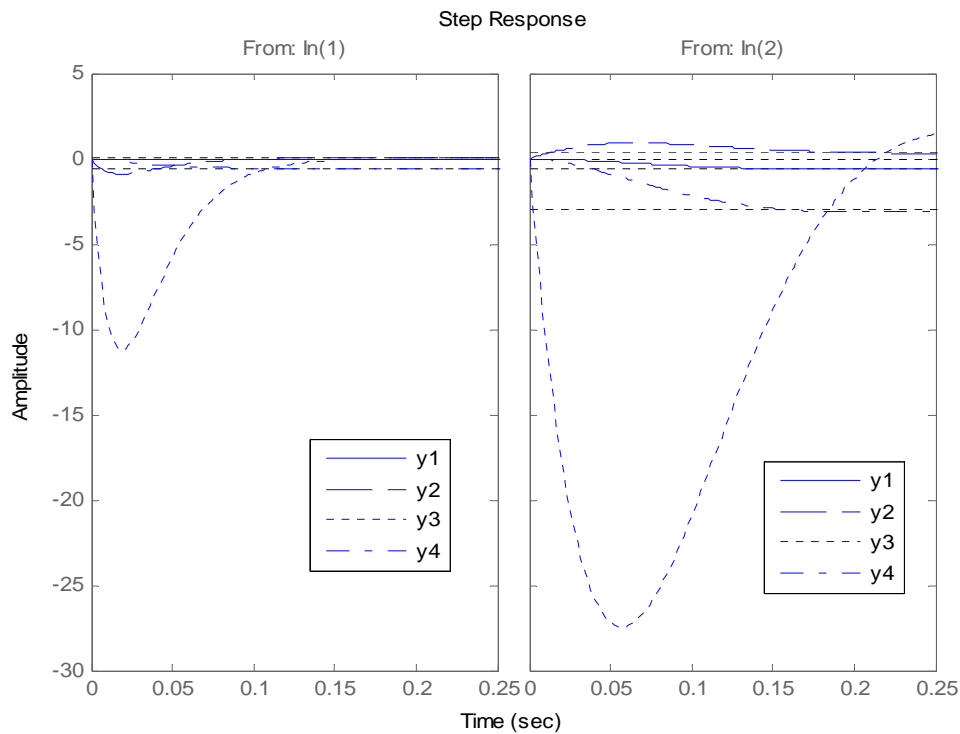 Step Response
From: In(1)
From: In(2)
Amplitude
5
0
-5
-10
-15
-20
-25
-30
y1
y2
y3
y4
y1
y2
y3
y4
0 0.05 0.1 0.15 0.2 0.25
0 0.05 0.1 0.15 0.2 0.25
Time (sec)